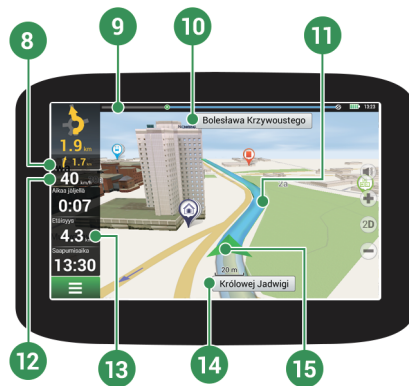 9
10
11
8
12
13
14
15
13:23
Bolesława Krzywoustego
1.9 km
1.7 km
40 km/h
Aikaa jäljellä
0:07
Etäisyys
4.3
Saapumisaika
13:30
2a
2D
20 m
Królowej Jadwigi